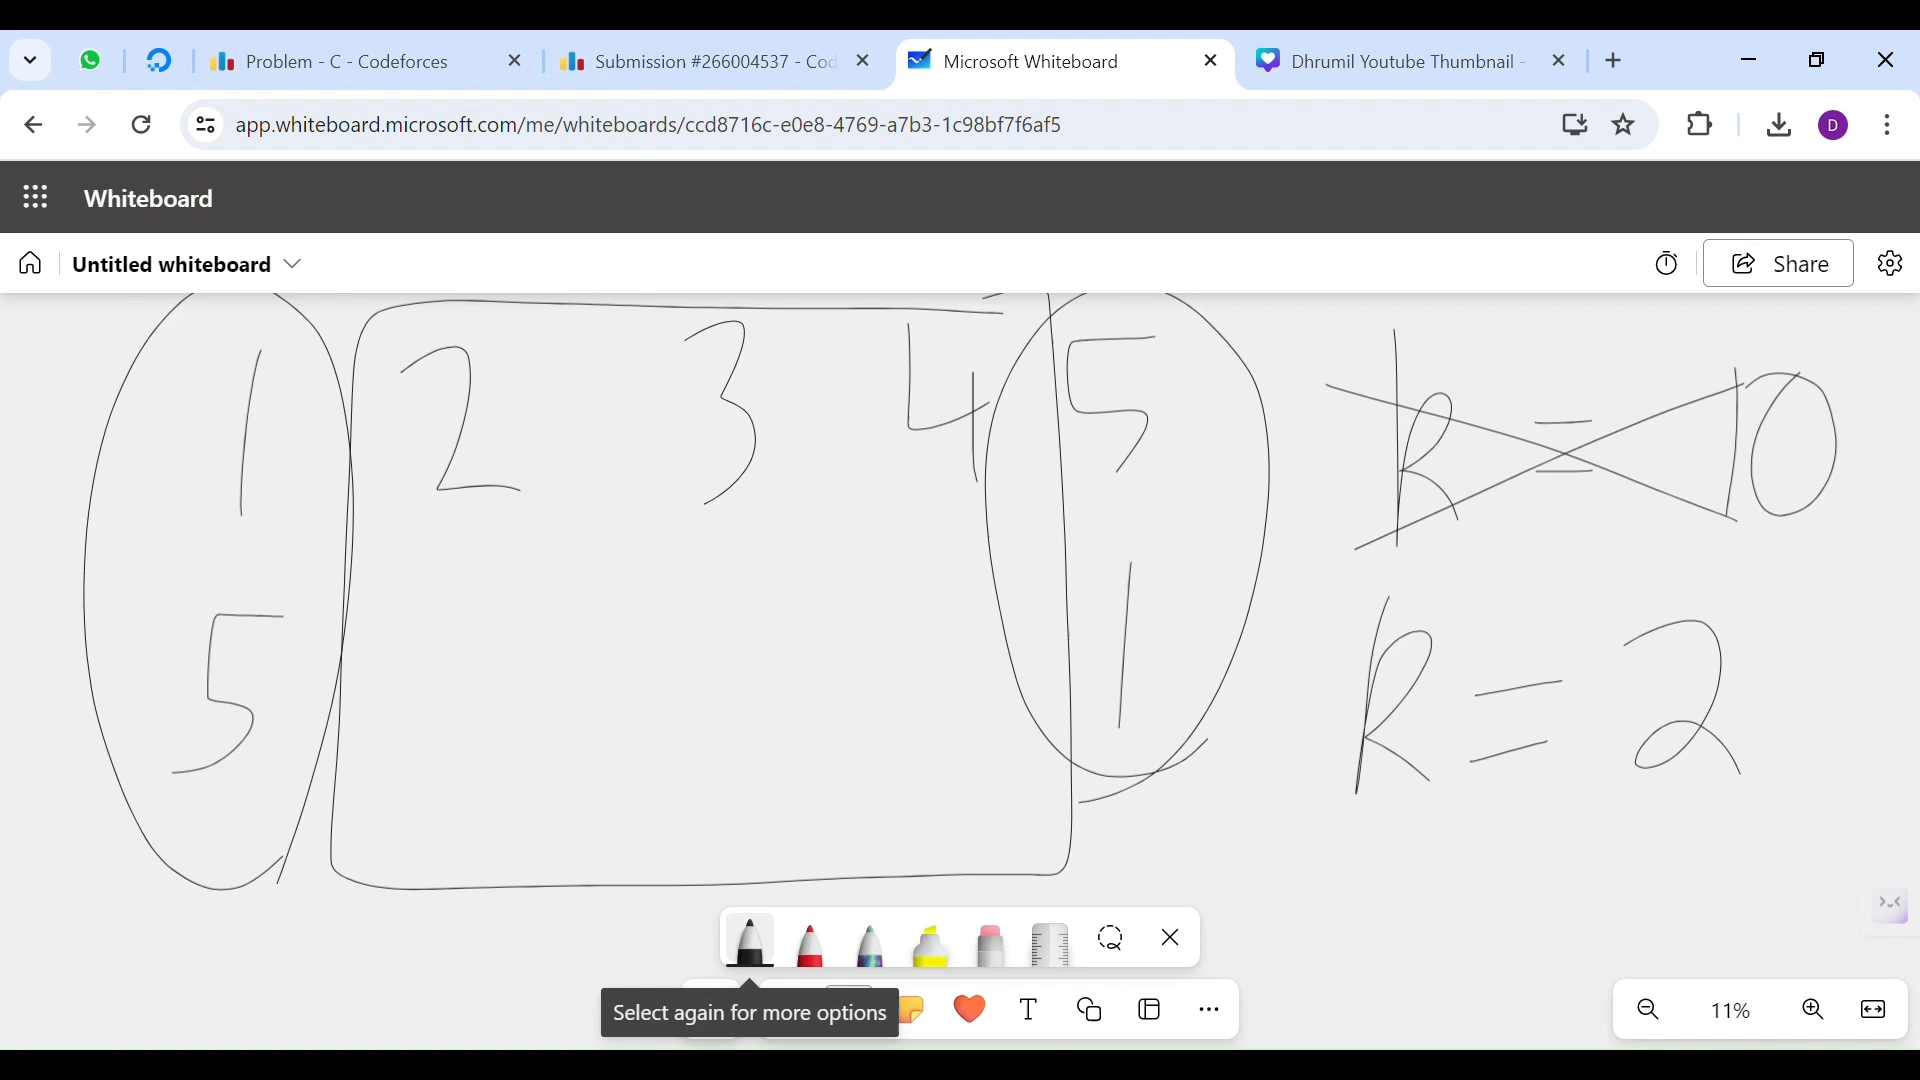 Problem - C - Codeforces
Submission #266004537 - Cod
Microsoft Whiteboard
Dhrumil Youtube Thumbnail -
app.whiteboard.microsoft.com/me/whiteboards/ccd8716c-e0e8-4769-a7b3-1c98bf7f6af5
D
Whiteboard
Untitled whiteboard
Share
1 2 3 4 5 k = 10
5 1 k = 2
Select again for more options
T
11%